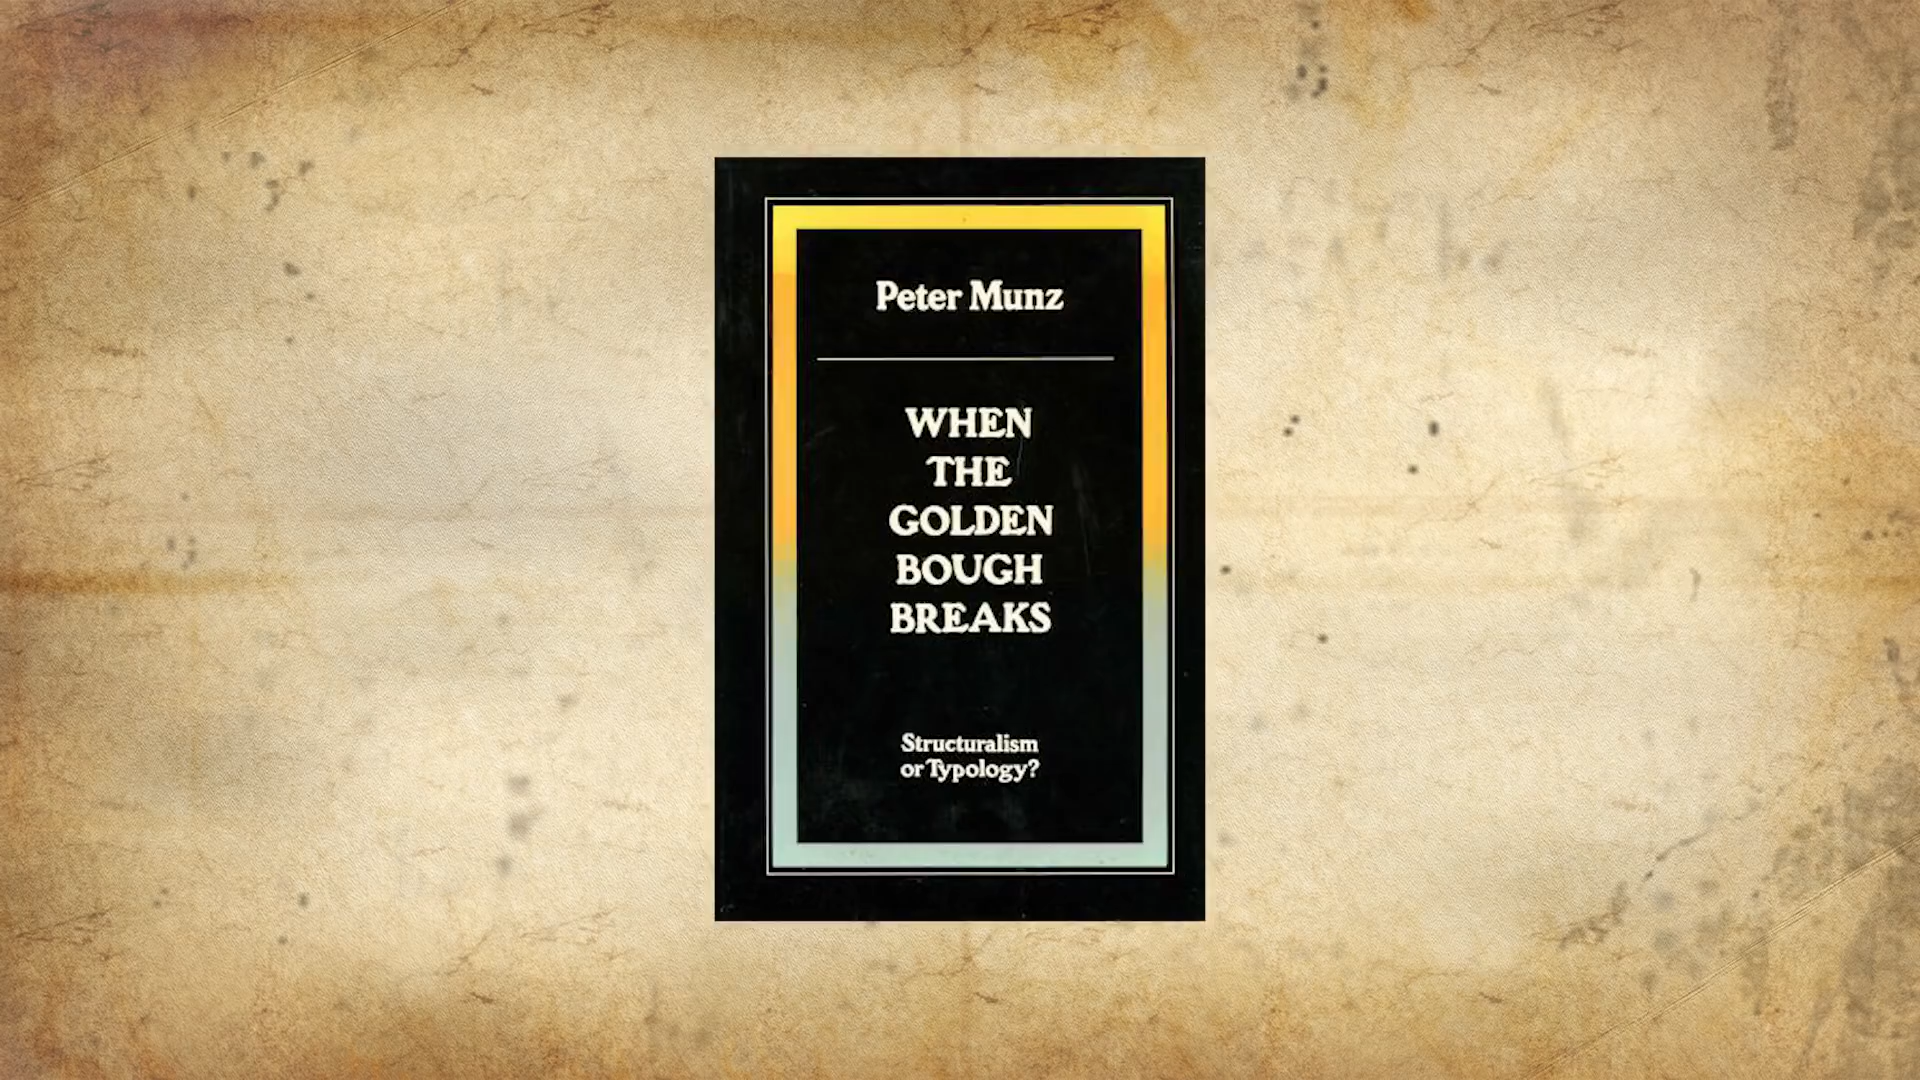 Peter Munz
WHEN
THE
GOLDEN
BOUGH
BREAKS
Structuralism
or Typology?